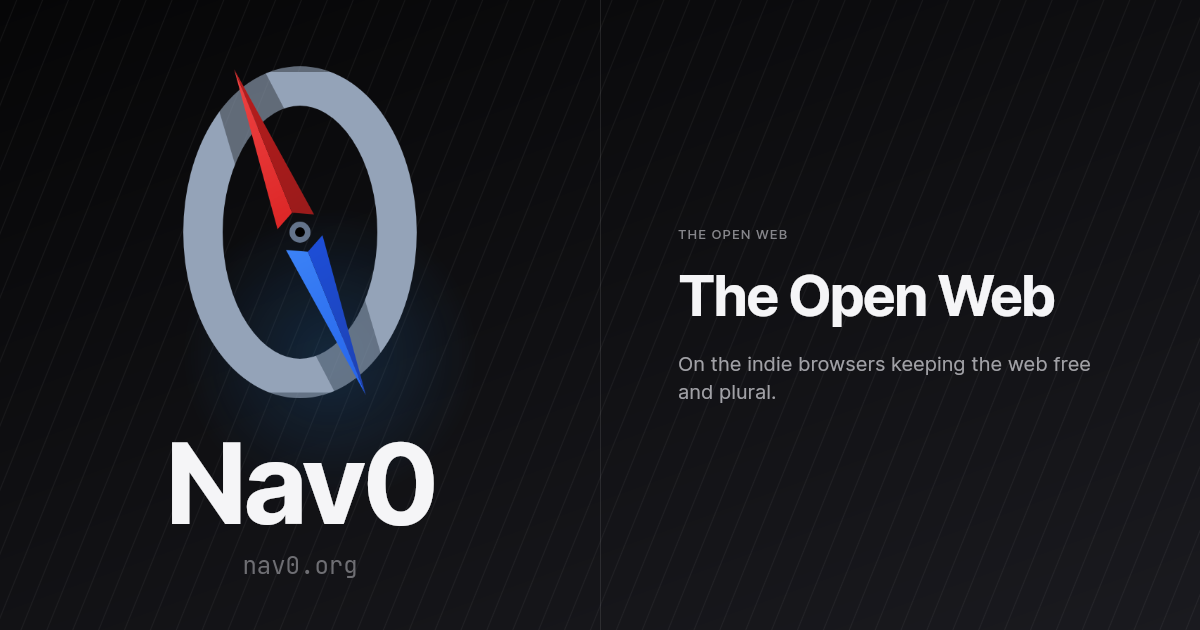 Nav0
nav0.org
THE OPEN WEB
The Open Web
On the indie browsers keeping the web free
and plural.